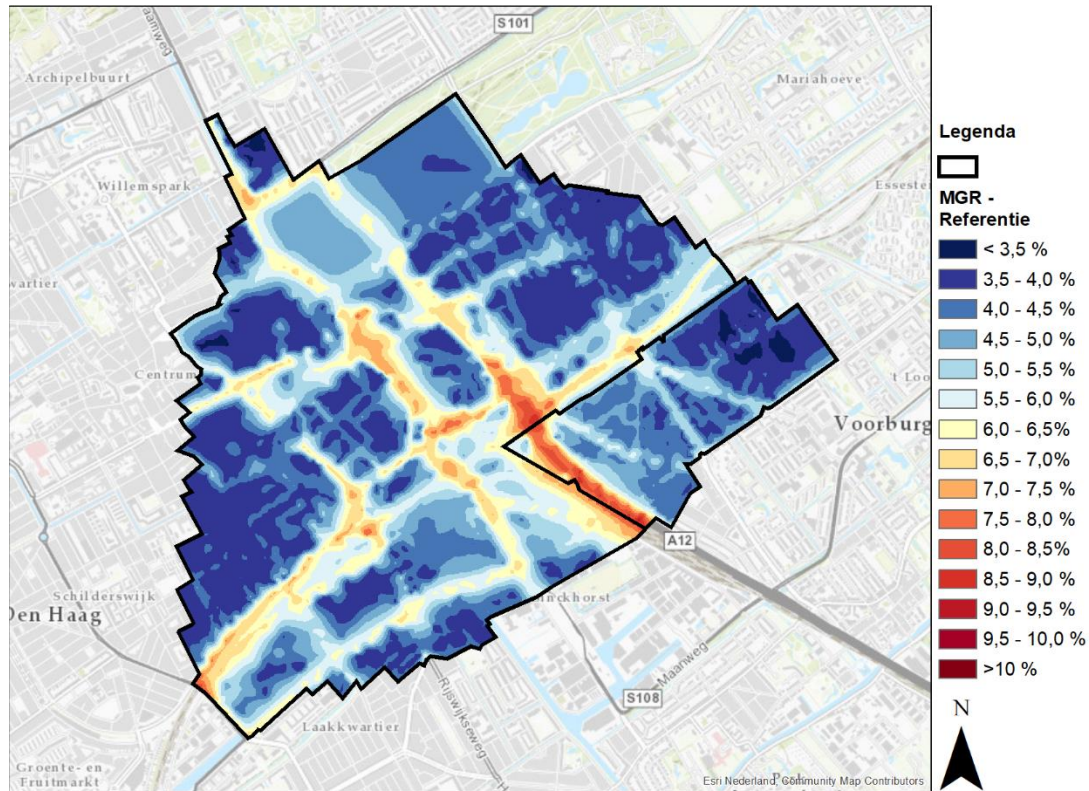 S101
Archipelbuurt
Mariahoeve
Willemspark
Centrum
Voorburg
A12
Schilderswijk
Den Haag
S108
Maanweg
Rijswijkseweg
Laakkwartier
Groente- en
Fruitmarkt
Esri Nederland, Community Map Contributors
Legenda
MGR -
Referentie
< 3,5 %
3,5 - 4,0 %
4,0 - 4,5 %
4,5 - 5,0 %
5,0 - 5,5 %
5,5 - 6,0 %
6,0 - 6,5%
6,5 - 7,0%
7,0 - 7,5 %
7,5 - 8,0 %
8,0 - 8,5%
8,5 - 9,0 %
9,0 - 9,5 %
9,5 - 10,0 %
>10 %
N